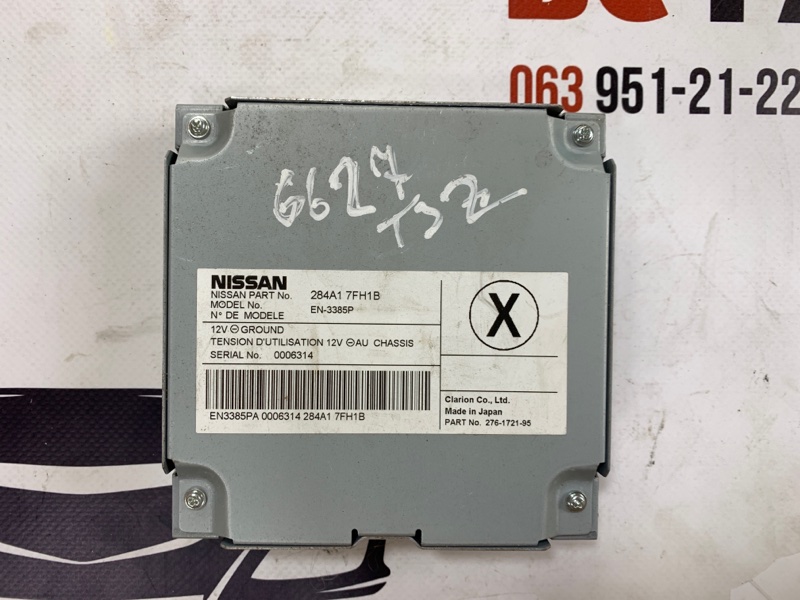 063 951-21-22
6627
T32
NISSAN
NISSAN PART No. 284A1 7FH1B
MODEL No.
N° DE MODELE EN-3385P
12V ⊖ GROUND
TENSION D'UTILISATION 12V ⊖ AU CHASSIS
SERIAL No. 0006314
EN3385PA 0006314 284A1 7FH1B
X
Clarion Co., Ltd.
Made in Japan
PART No. 276-1721-95